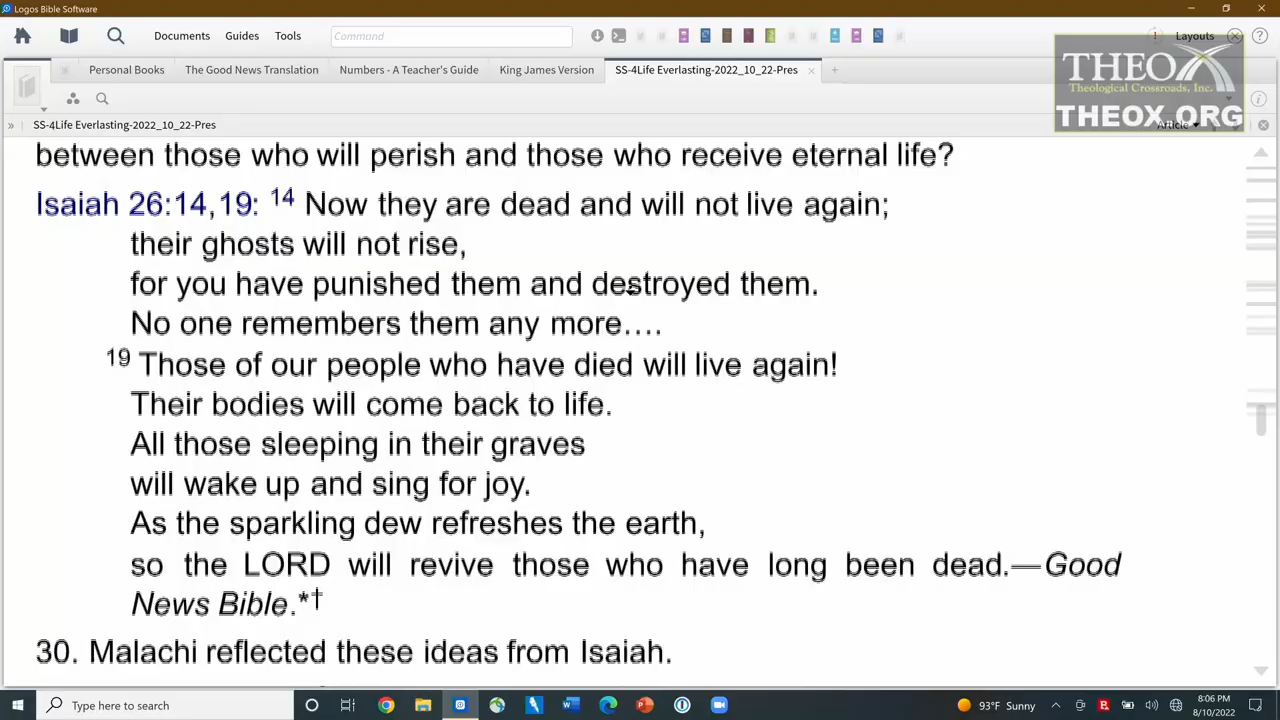 Logos Bible Software
Documents Guides Tools Command Layouts
Personal Books The Good News Translation Numbers - A Teacher's Guide King James Version SS-4Life Everlasting-2022_10_22-Pres
THEOX
Theological Crossroads, Inc.
THEOX.ORG
SS-4Life Everlasting-2022_10_22-Pres Article
between those who will perish and those who receive eternal life?
Isaiah 26:14,19: 14 Now they are dead and will not live again;
their ghosts will not rise,
for you have punished them and destroyed them.
No one remembers them any more….
19 Those of our people who have died will live again!
Their bodies will come back to life.
All those sleeping in their graves
will wake up and sing for joy.
As the sparkling dew refreshes the earth,
so the LORD will revive those who have long been dead.—Good
News Bible.*†
30. Malachi reflected these ideas from Isaiah.
Type here to search 93°F Sunny 8:06 PM
8/10/2022